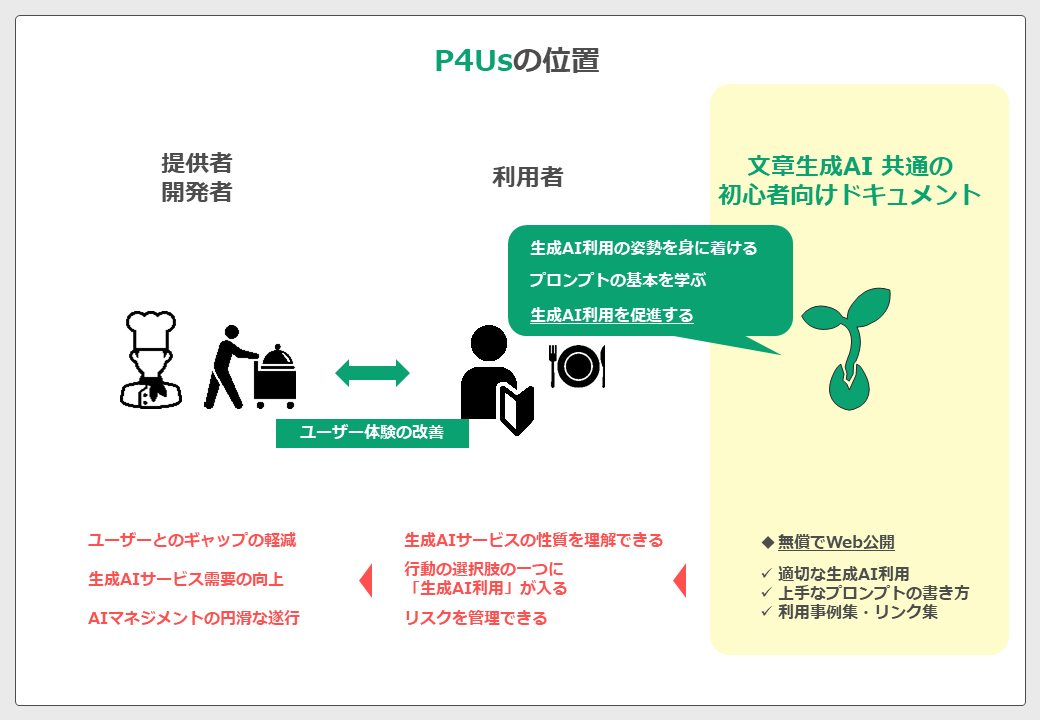 P4Usの位置
提供者
開発者
利用者
文章生成AI 共通の
初心者向けドキュメント
生成AI利用の姿勢を身に着ける
プロンプトの基本を学ぶ
生成AI利用を促進する
ユーザー体験の改善
ユーザーとのギャップの軽減
生成AIサービス需要の向上
AIマネジメントの円滑な遂行
生成AIサービスの性質を理解できる
行動の選択肢の一つに
「生成AI利用」が入る
リスクを管理できる
◆ 無償でWeb公開
✓ 適切な生成AI利用
✓ 上手なプロンプトの書き方
✓ 利用事例集・リンク集